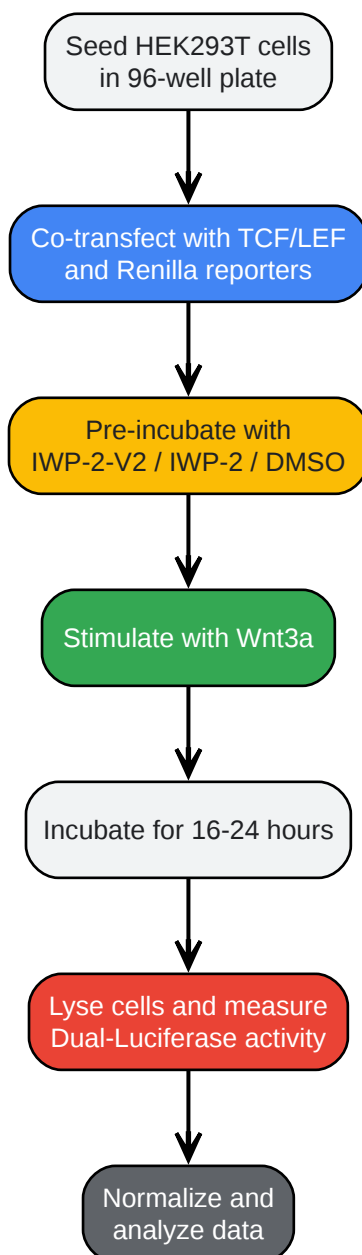 Seed HEK293T cells
in 96-well plate
Co-transfect with TCF/LEF
and Renilla reporters
Pre-incubate with
IWP-2-V2 / IWP-2 / DMSO
Stimulate with Wnt3a
Incubate for 16-24 hours
Lyse cells and measure
Dual-Luciferase activity
Normalize and
analyze data